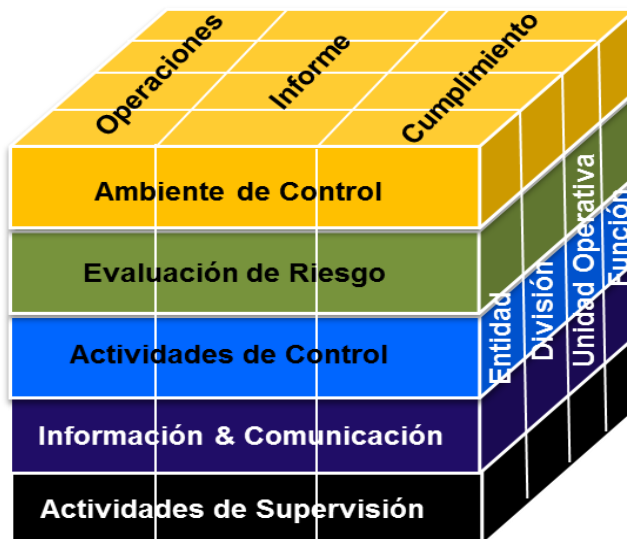 Operaciones
Informe
Cumplimiento
Ambiente de Control
Evaluación de Riesgo
Actividades de Control
Información & Comunicación
Actividades de Supervisión
Entidad
División
Unidad Operativa
Función